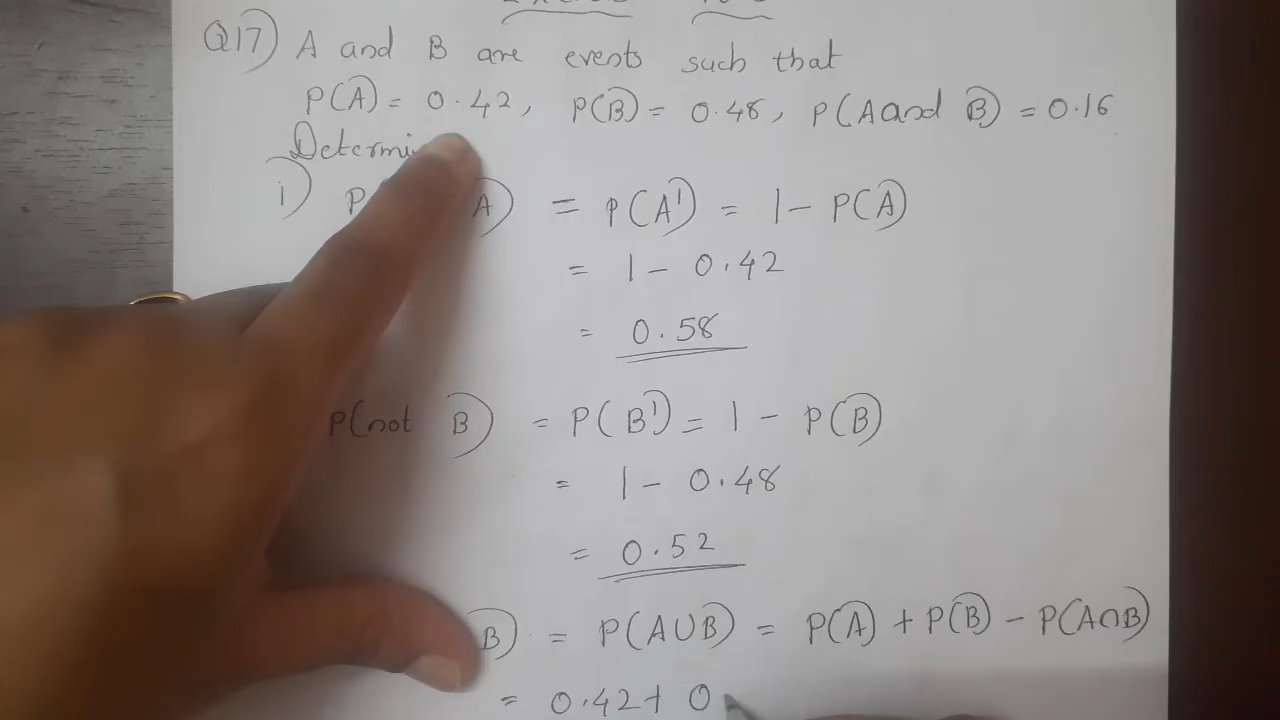 Q17) A and B are events such that
P(A) = 0.42, P(B) = 0.48, P(A and B) = 0.16
i) A) = P(A') = 1 - P(A)
= 1 - 0.42
= 0.58
P(not B) = P(B') = 1 - P(B)
= 1 - 0.48
= 0.52
B) = P(A∪B) = P(A) + P(B) - P(A∩B)
= 0.42 + 0